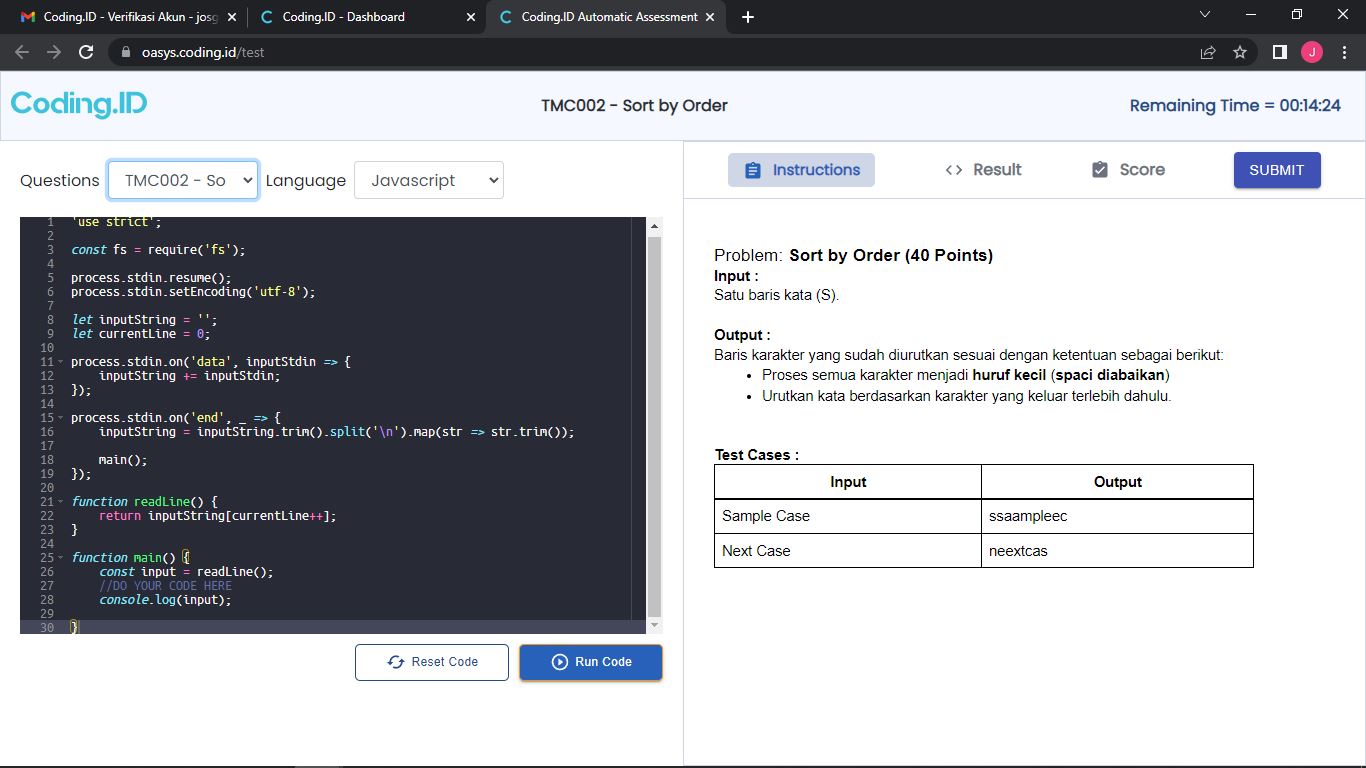 Coding.ID - Verifikasi Akun - josg
Coding.ID - Dashboard
Coding.ID Automatic Assessment
oasys.coding.id/test
J
Coding.ID
TMC002 - Sort by Order
Remaining Time = 00:14:24
Questions TMC002 - So Language Javascript
Instructions
<> Result
Score
SUBMIT
1 'use strict';
2
3 const fs = require('fs');
4
5 process.stdin.resume();
6 process.stdin.setEncoding('utf-8');
7
8 let inputString = '';
9 let currentLine = 0;
10
11 process.stdin.on('data', inputStdin => {
12 inputString += inputStdin;
13 });
14
15 process.stdin.on('end', _ => {
16 inputString = inputString.trim().split('\n').map(str => str.trim());
17
18 main();
19 });
20
21 function readLine() {
22 return inputString[currentLine++];
23 }
24
25 function main() {
26 const input = readLine();
27 //DO YOUR CODE HERE
28 console.log(input);
29
30 }
Reset Code
Run Code
Problem: Sort by Order (40 Points)
Input :
Satu baris kata (S).
Output :
Baris karakter yang sudah diurutkan sesuai dengan ketentuan sebagai berikut:
• Proses semua karakter menjadi huruf kecil (spaci diabaikan)
• Urutkan kata berdasarkan karakter yang keluar terlebih dahulu.
Test Cases :
Input Output
Sample Case ssaampleec
Next Case neextcas